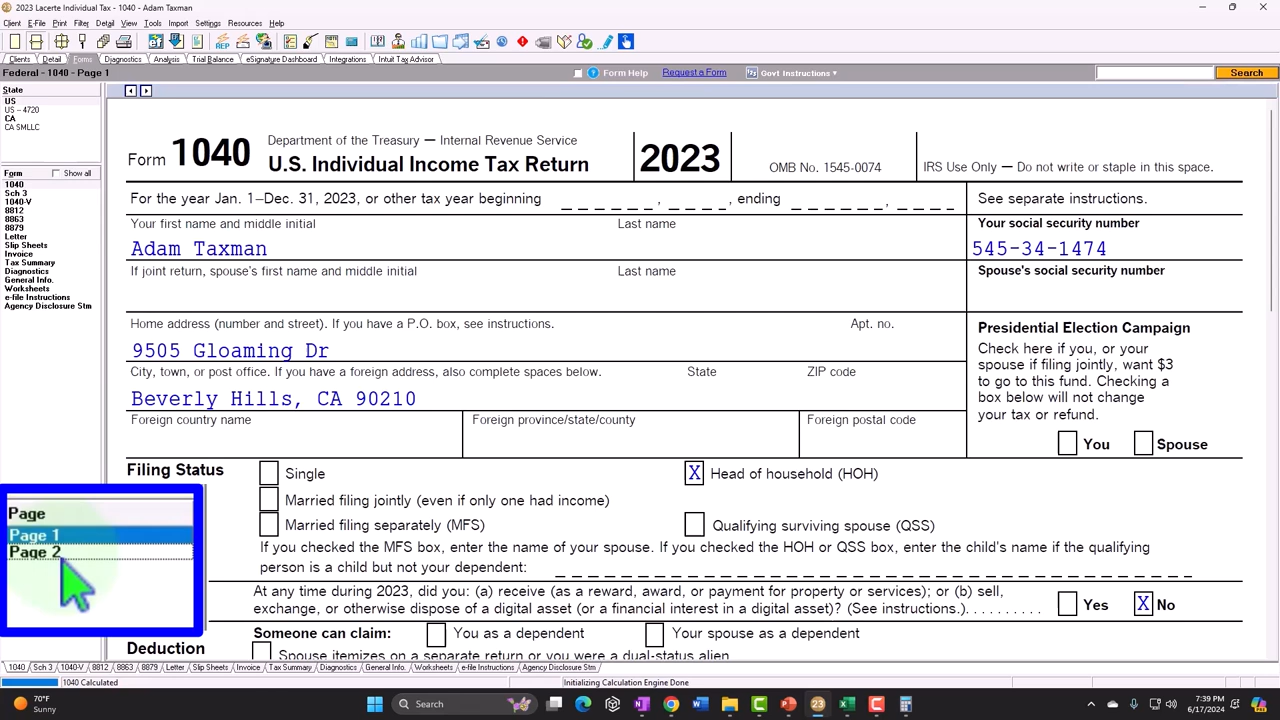 2023 Lacerte Individual Tax - 1040 - Adam Taxman
Client E-File Print Filter Detail View Tools Import Settings Resources Help
REP
Clients Detail Forms Diagnostics Analysis Trial Balance eSignature Dashboard Integrations Intuit Tax Advisor
Federal - 1040 - Page 1 Form Help Request a Form Govt Instructions Search
State
US
US - 4720
CA
CA SMLLC
Form Show all
1040
Sch 3
1040-V
8812
8863
8879
Letter
Slip Sheets
Invoice
Tax Summary
Diagnostics
General Info.
Worksheets
e-file Instructions
Agency Disclosure Stm
Page
Page 1
Page 2
Form 1040 Department of the Treasury — Internal Revenue Service
U.S. Individual Income Tax Return 2023 OMB No. 1545-0074 IRS Use Only — Do not write or staple in this space.
For the year Jan. 1–Dec. 31, 2023, or other tax year beginning , , ending , See separate instructions.
Your first name and middle initial Last name Your social security number
Adam Taxman 545-34-1474
If joint return, spouse's first name and middle initial Last name Spouse's social security number
Home address (number and street). If you have a P.O. box, see instructions. Apt. no.
9505 Gloaming Dr
City, town, or post office. If you have a foreign address, also complete spaces below. State ZIP code
Beverly Hills, CA 90210
Foreign country name Foreign province/state/county Foreign postal code
Presidential Election Campaign
Check here if you, or your
spouse if filing jointly, want $3
to go to this fund. Checking a
box below will not change
your tax or refund.
You Spouse
Filing Status Single X Head of household (HOH)
Married filing jointly (even if only one had income)
Married filing separately (MFS) Qualifying surviving spouse (QSS)
If you checked the MFS box, enter the name of your spouse. If you checked the HOH or QSS box, enter the child's name if the qualifying
person is a child but not your dependent:
At any time during 2023, did you: (a) receive (as a reward, award, or payment for property or services); or (b) sell,
exchange, or otherwise dispose of a digital asset (or a financial interest in a digital asset)? (See instructions.) . . . . . . . . . . Yes X No
Someone can claim: You as a dependent Your spouse as a dependent
Deduction Spouse itemizes on a separate return or you were a dual-status alien
1040 Sch 3 1040-V 8812 8863 8879 Letter Slip Sheets Invoice Tax Summary Diagnostics General Info. Worksheets e-file Instructions Agency Disclosure Stm
1040 Calculated Initializing Calculation Engine Done
70°F
Sunny
Search
23
7:39 PM
6/17/2024